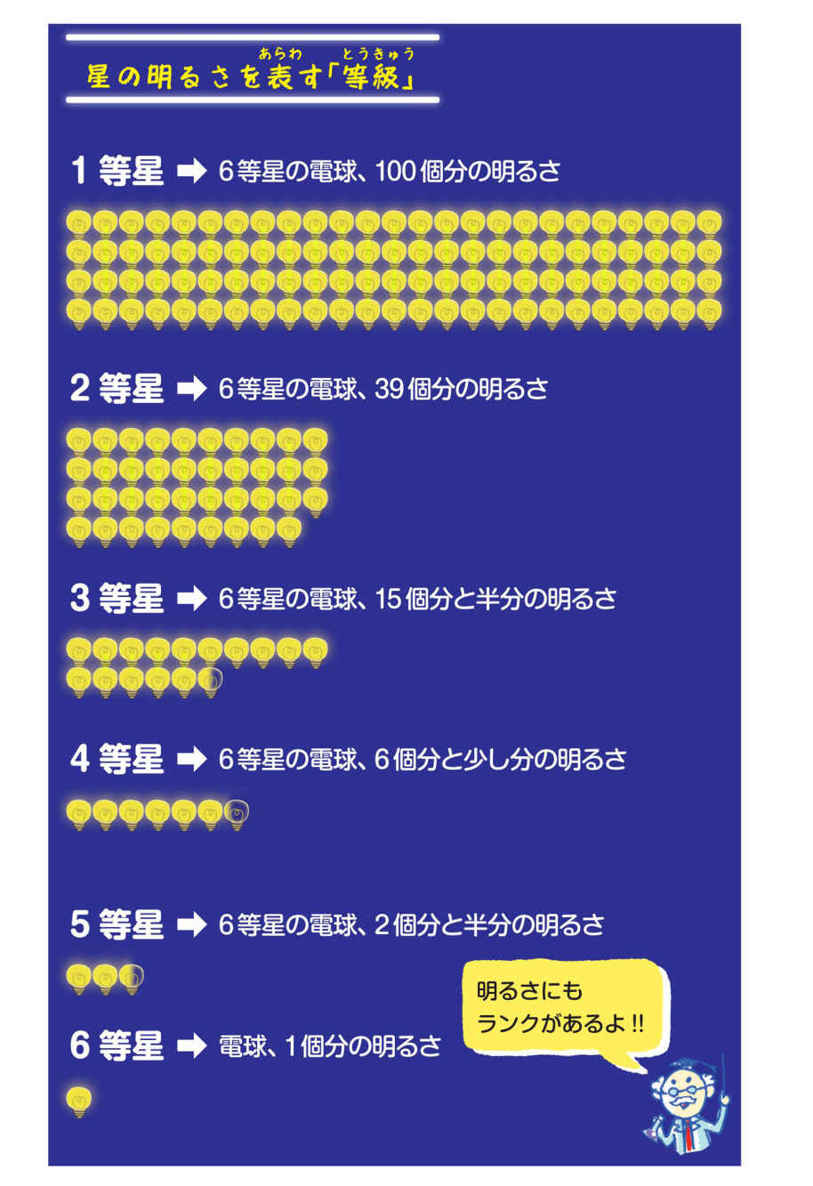 あらわ とうきゅう
星の明るさを表す「等級」
1 等星 ➡ 6等星の電球、100個分の明るさ
2 等星 ➡ 6等星の電球、39個分の明るさ
3 等星 ➡ 6等星の電球、15個分と半分の明るさ
4 等星 ➡ 6等星の電球、6個分と少し分の明るさ
5 等星 ➡ 6等星の電球、2個分と半分の明るさ
明るさにも
ランクがあるよ!!
6 等星 ➡ 電球、1個分の明るさ